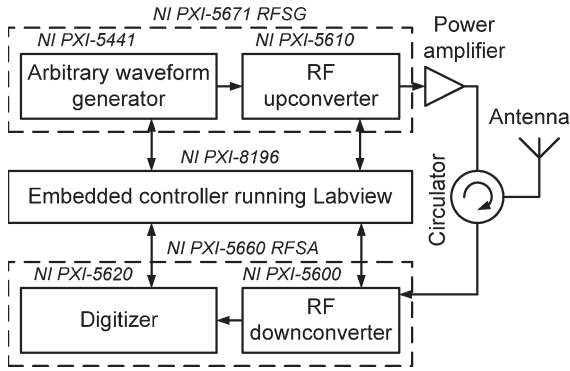 NI PXI-5671 RFSG
NI PXI-5441
NI PXI-5610
Power
amplifier
Arbitrary waveform
generator
RF
upconverter
Antenna
NI PXI-8196
Embedded controller running Labview
Circulator
NI PXI-5660 RFSA
NI PXI-5620
NI PXI-5600
Digitizer
RF
downconverter